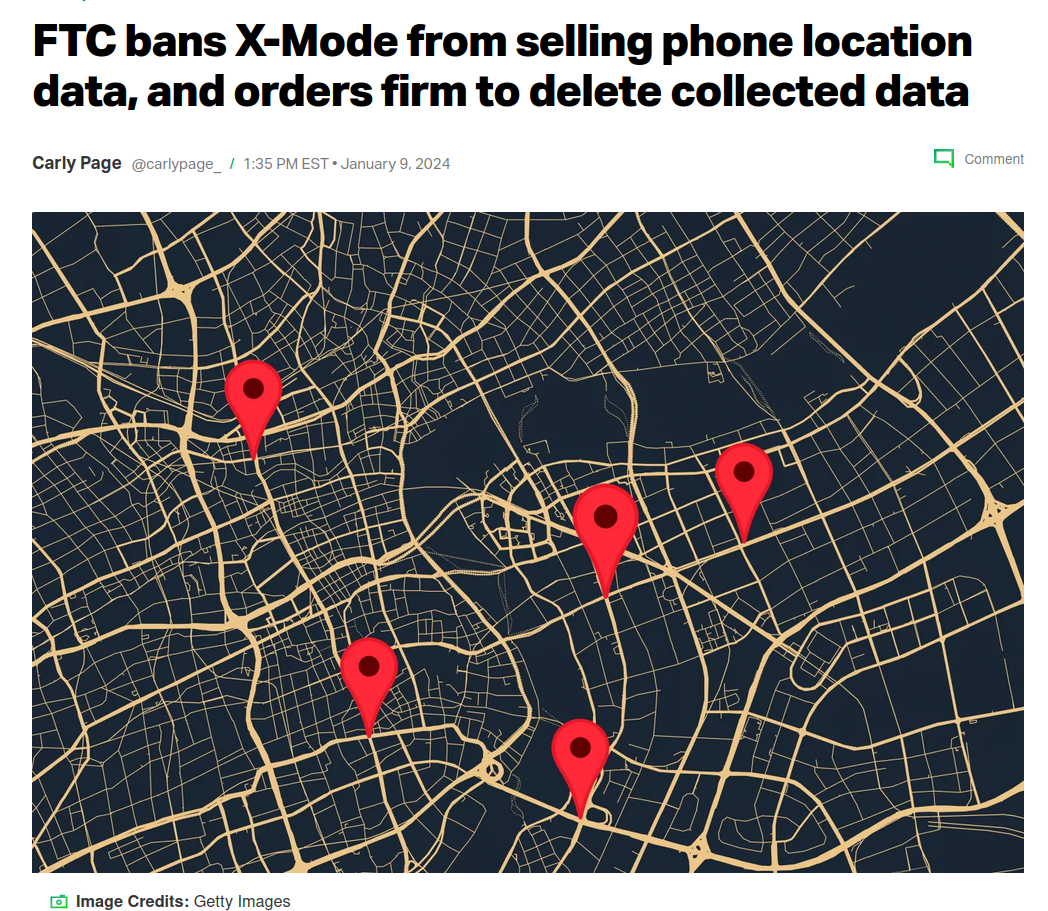 FTC bans X-Mode from selling phone location
data, and orders firm to delete collected data
Carly Page @carlypage_ / 1:35 PM EST • January 9, 2024
Comment
Image Credits: Getty Images